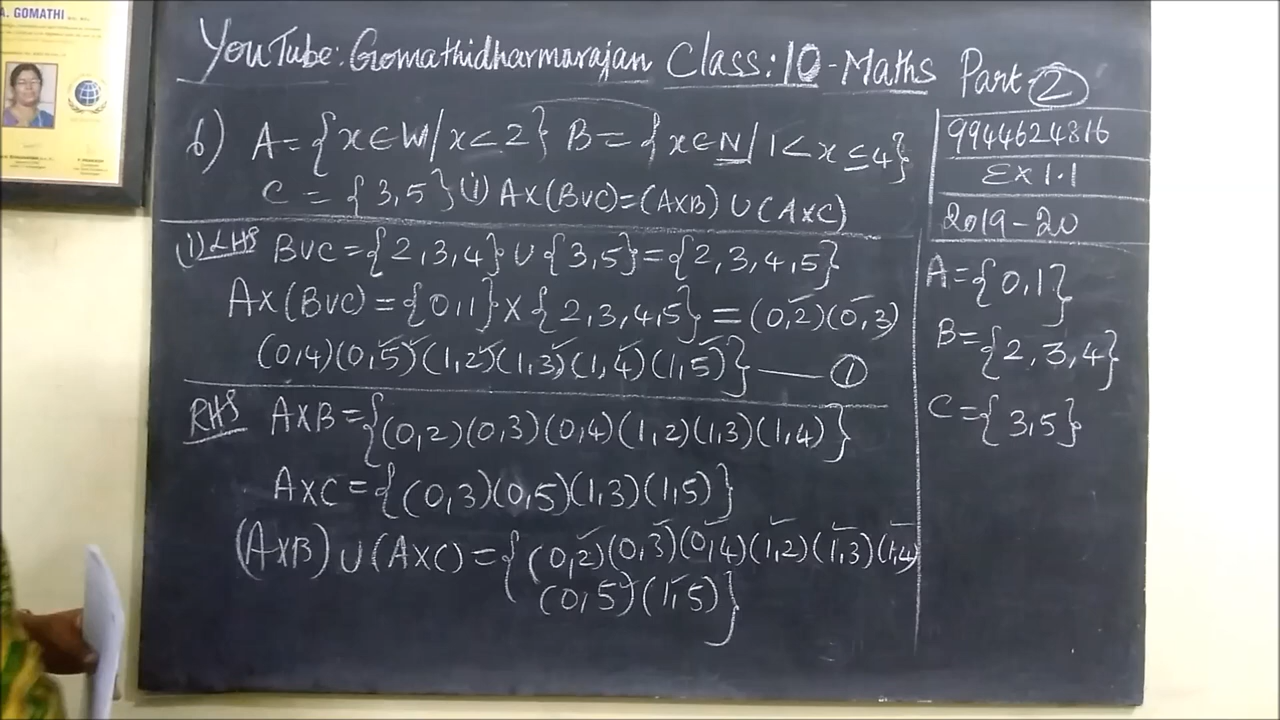 A. GOMATHI
YouTube: Gomathidharmarajan Class: 10 - Maths Part - 2
6) A = {x ∈ W / x < 2} B = {x ∈ N / 1 < x ≤ 4}
C = {3,5} (i) A×(B∪C) = (A×B) ∪ (A×C)
(i) LHS B∪C = {2,3,4} ∪ {3,5} = {2,3,4,5}
A×(B∪C) = {0,1} × {2,3,4,5} = (0,2)(0,3)
(0,4)(0,5)(1,2)(1,3)(1,4)(1,5)} — ①
RHS A×B = {(0,2)(0,3)(0,4)(1,2)(1,3)(1,4)}
A×C = {(0,3)(0,5)(1,3)(1,5)}
(A×B) ∪ (A×C) = {(0,2)(0,3)(0,4)(1,2)(1,3)(1,4)
(0,5)(1,5)}
9944624816
Ex 1.1
2019-20
A = {0,1}
B = {2,3,4}
C = {3,5}